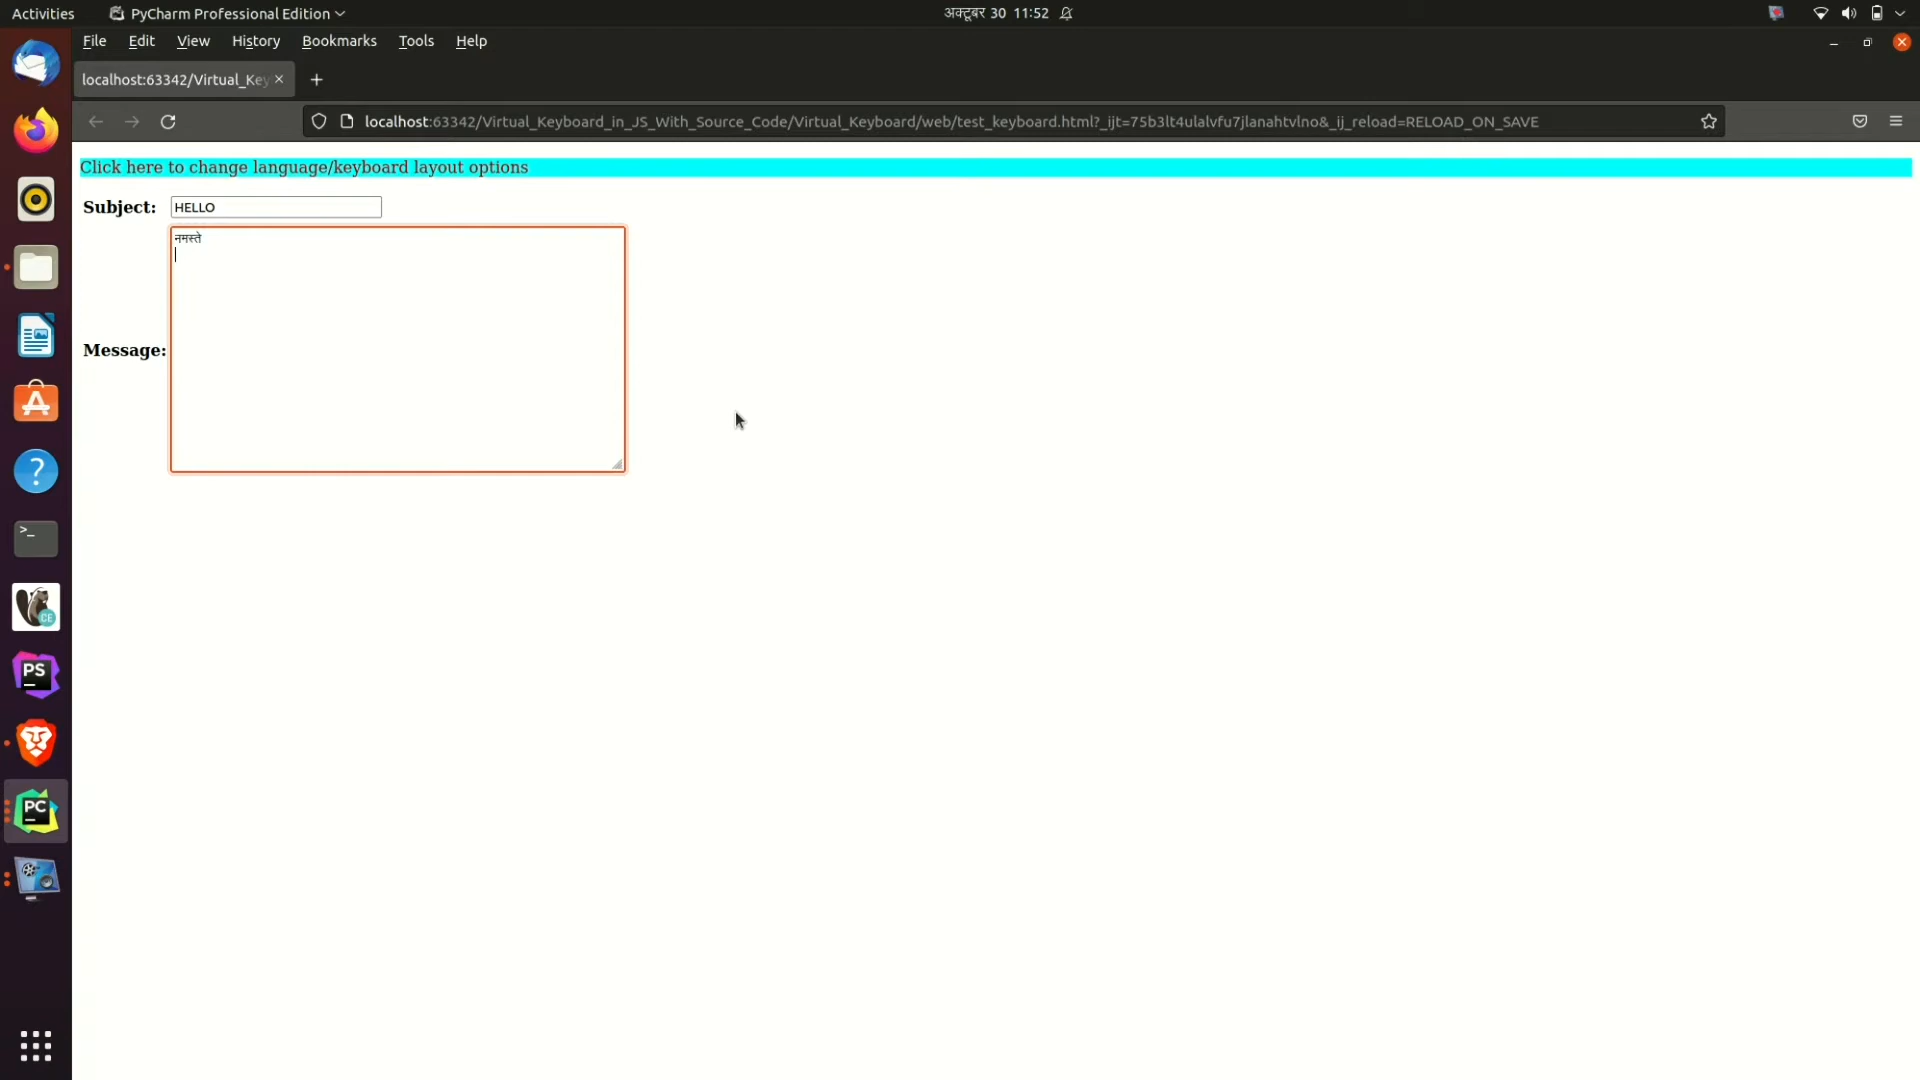 Activities PyCharm Professional Edition अक्टूबर 30 11:52
File Edit View History Bookmarks Tools Help
localhost:63342/Virtual_Key
localhost:63342/Virtual_Keyboard_in_JS_With_Source_Code/Virtual_Keyboard/web/test_keyboard.html?_ijt=75b3lt4ulalvfu7jlanahtvlno&_ij_reload=RELOAD_ON_SAVE
Click here to change language/keyboard layout options
Subject: HELLO
नमस्ते
Message:
?
>_
CE
PS
PC